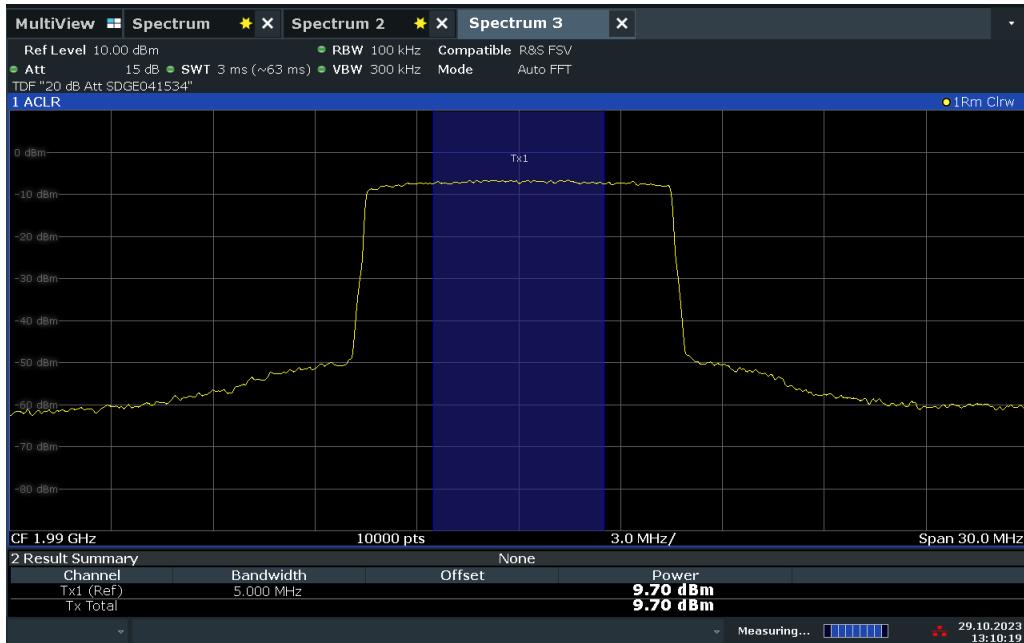 MultiView Spectrum Spectrum 2 Spectrum 3
Ref Level 10.00 dBm RBW 100 kHz Compatible R&S FSV
Att 15 dB SWT 3 ms (~63 ms) VBW 300 kHz Mode Auto FFT
TDF "20 dB Att SDGE041534"
1 ACLR 1Rm Clrw
0 dBm
Tx1
-10 dBm
-20 dBm
-30 dBm
-40 dBm
-50 dBm
-60 dBm
-70 dBm
-80 dBm
CF 1.99 GHz 10000 pts 3.0 MHz/ Span 30.0 MHz
2 Result Summary None
Channel Bandwidth Offset Power
Tx1 (Ref) 5.000 MHz 9.70 dBm
Tx Total 9.70 dBm
Measuring... 29.10.2023
13:10:19